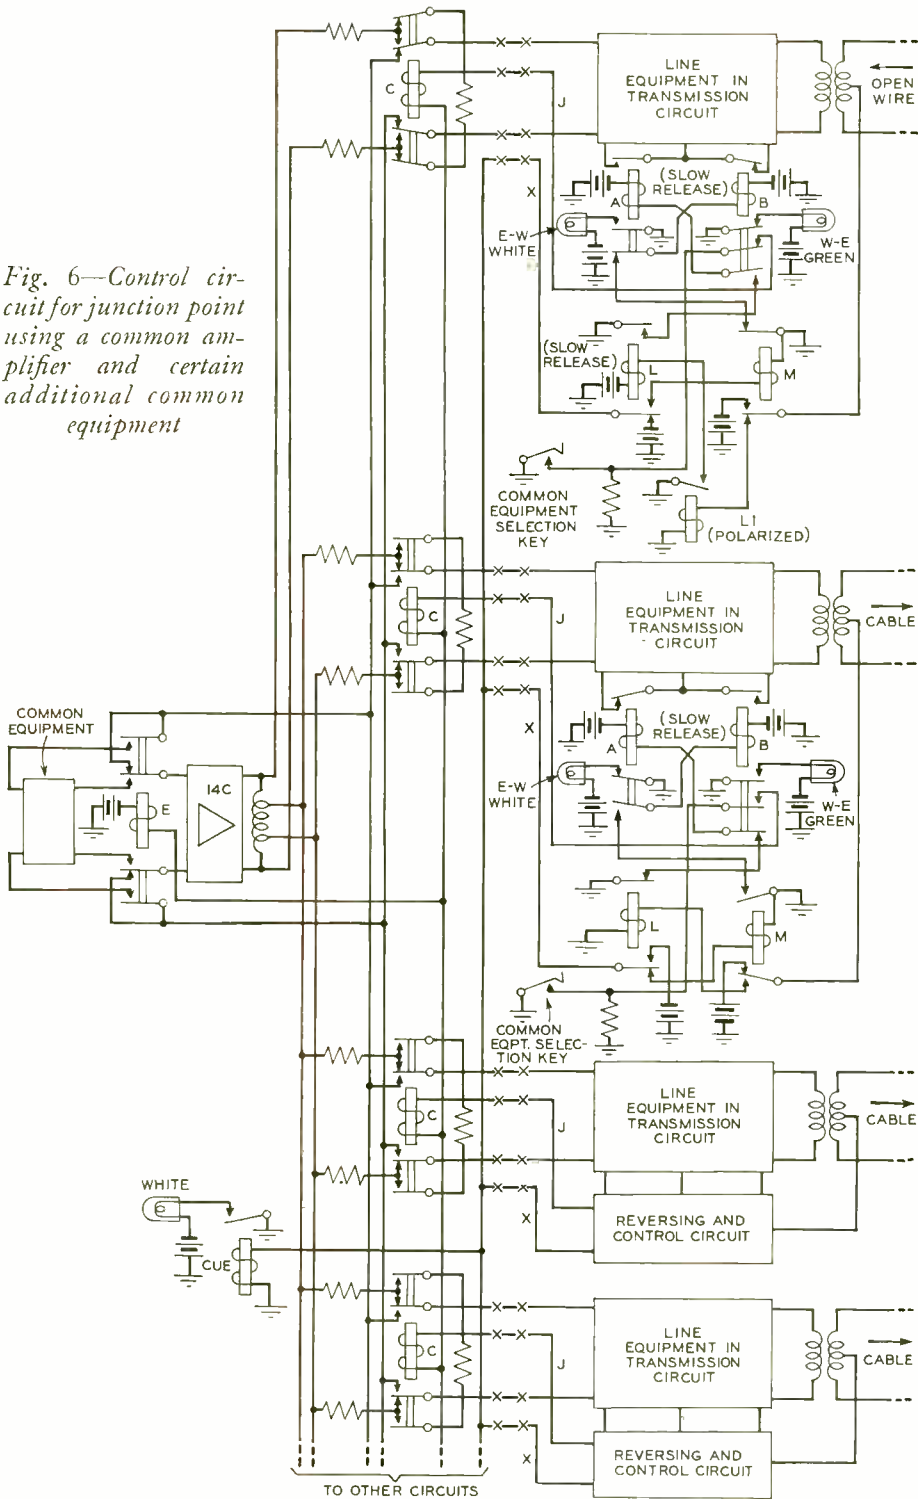 Fig. 6—Control cir-
cuit for junction point
using a common am-
plifier and certain
additional common
equipment
C
LINE
EQUIPMENT IN
TRANSMISSION
CIRCUIT
OPEN
WIRE
J
X
(SLOW
RELEASE)
A
B
E-W
WHITE
W-E
GREEN
(SLOW
RELEASE)
L
M
COMMON
EQUIPMENT
SELECTION
KEY
L1
(POLARIZED)
C
LINE
EQUIPMENT IN
TRANSMISSION
CIRCUIT
CABLE
J
X
(SLOW
RELEASE)
A
B
E-W
WHITE
W-E
GREEN
L
M
COMMON
EQPT. SELEC-
TION KEY
COMMON
EQUIPMENT
E
14C
C
LINE
EQUIPMENT IN
TRANSMISSION
CIRCUIT
CABLE
J
X
REVERSING AND
CONTROL CIRCUIT
WHITE
CUE
C
LINE
EQUIPMENT IN
TRANSMISSION
CIRCUIT
CABLE
J
X
REVERSING AND
CONTROL CIRCUIT
TO OTHER CIRCUITS